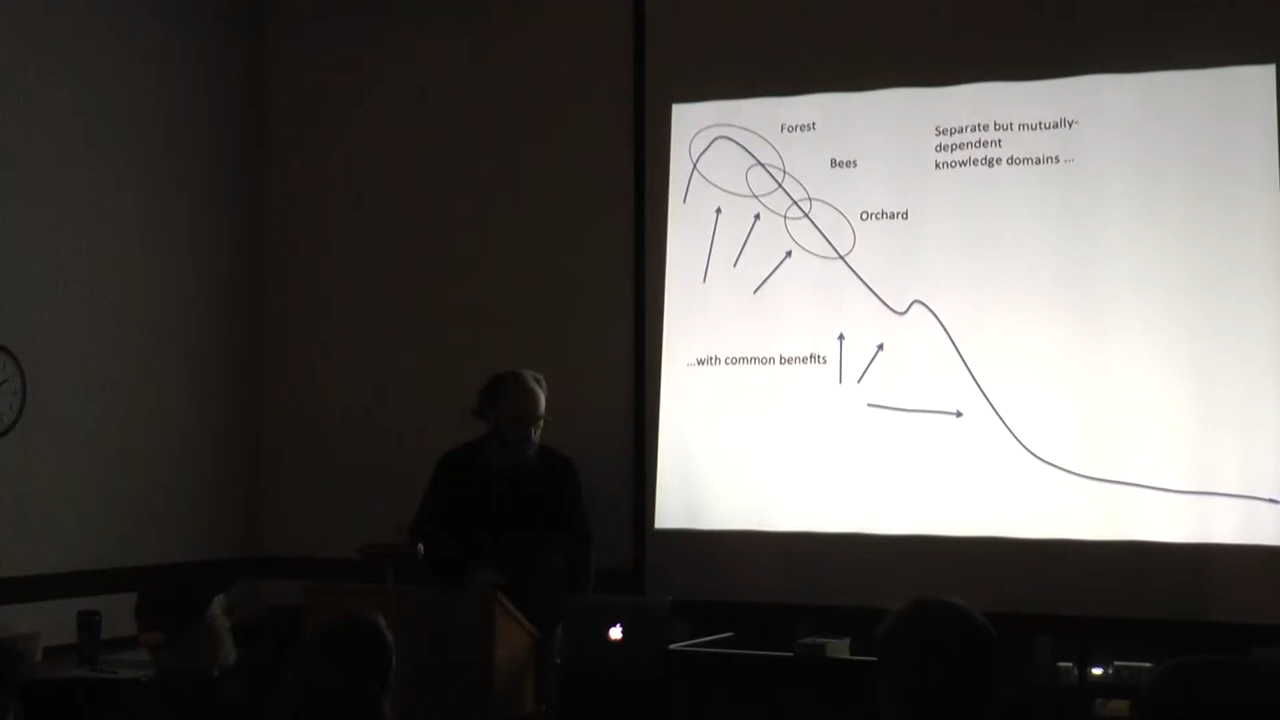 Forest
Separate but mutually-
dependent
knowledge domains ...
Bees
Orchard
...with common benefits